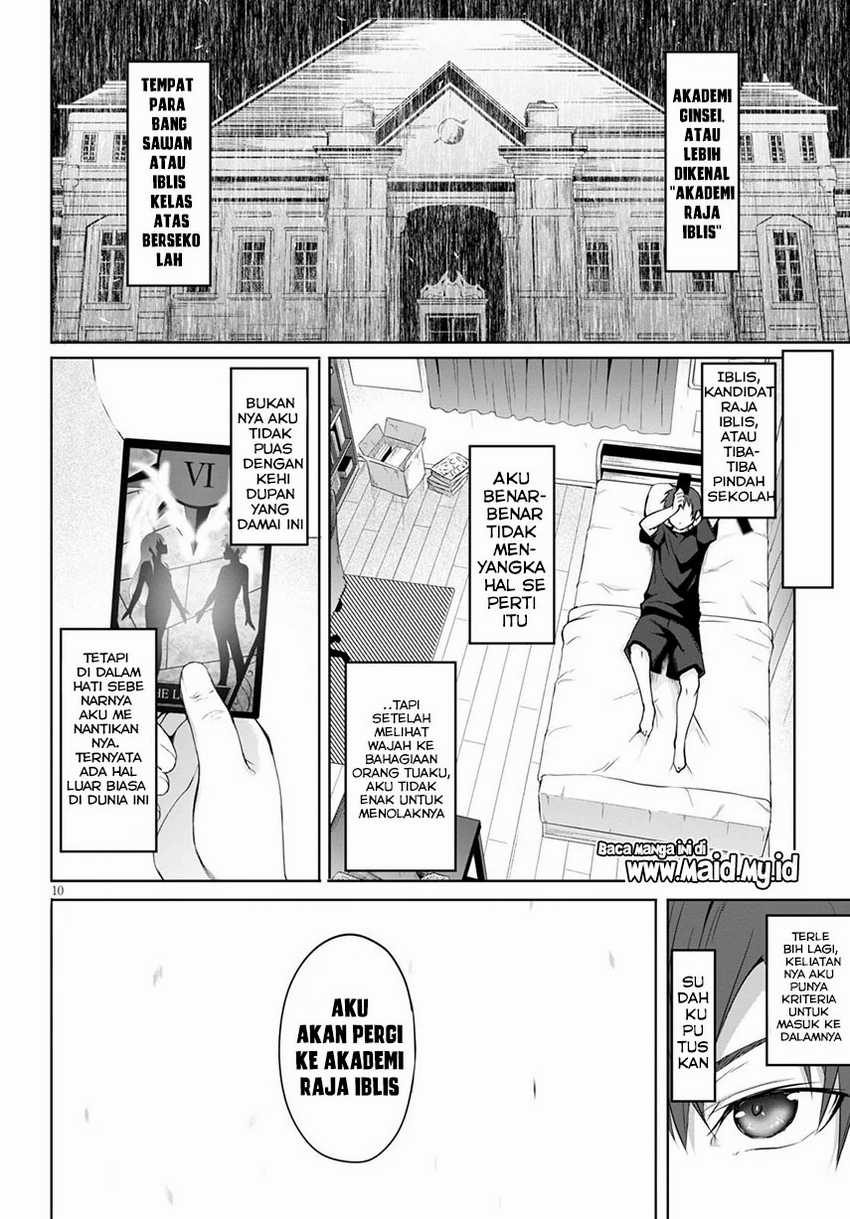 AKADEMI
GINSEI.
ATAU
LEBIH
DIKENAL
"AKADEMI
RAJA
IBLIS"
TEMPAT
PARA
BANG
SAWAN
ATAU
IBLIS
KELAS
ATAS
BERSEKO
LAH
IBLIS,
KANDIDAT
RAJA
IBLIS,
ATAU
TIBA-
TIBA
PINDAH
SEKOLAH
AKU
BENAR-
BENAR
TIDAK
MEN-
YANGKA
HAL SE
PERTI
ITU
..TAPI
SETELAH
MELIHAT
WAJAH KE
BAHAGIAAN
ORANG TUAKU,
AKU TIDAK
ENAK UNTUK
MENOLAKNYA
BUKAN
NYA AKU
TIDAK
PUAS
DENGAN
KEHI
DUPAN
YANG
DAMAI INI
VI
HE L
TETAPI
DI DALAM
HATI SEBE
NARNYA
AKU ME
NANTIKAN
NYA.
TERNYATA
ADA HAL
LUAR BIASA
DI DUNIA INI
Baca Manga ini di
www.Maid.My.id
10
TERLE
BIH LAGI,
KELIATAN
NYA AKU
PUNYA
KRITERIA
UNTUK
MASUK KE
DALAMNYA
SU
DAH
KU PU
TUS
KAN
AKU
AKAN PERGI
KE AKADEMI
RAJA IBLIS